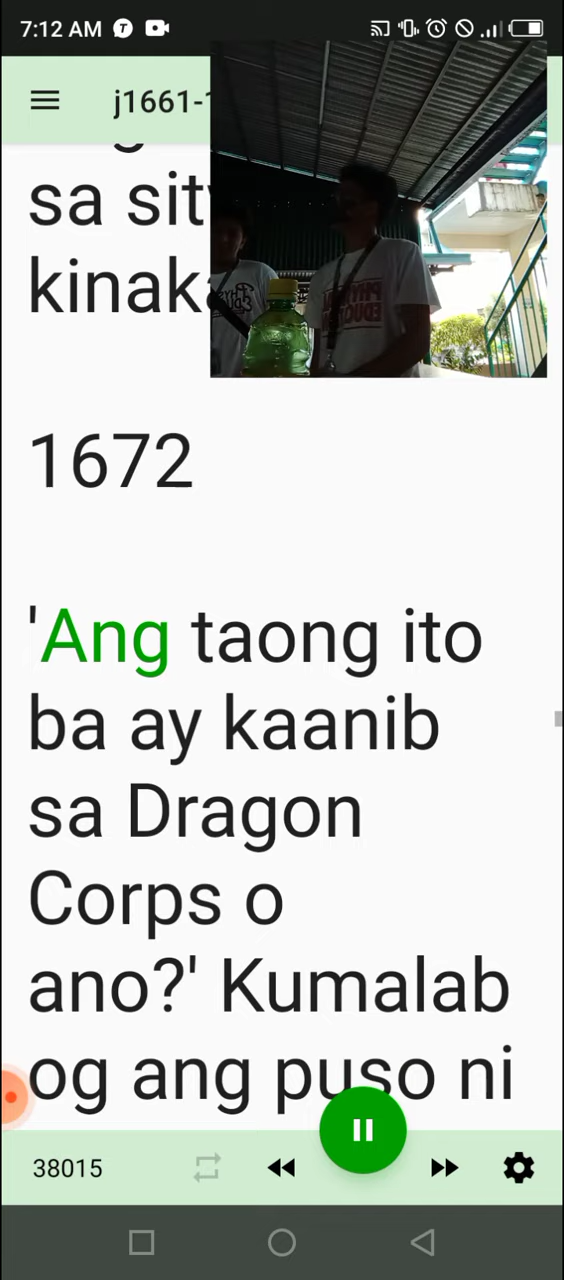 7:12 AM
j1661-1
sa sit
kinaka
1672
'Ang taong ito
ba ay kaanib
sa Dragon
Corps o
ano?' Kumalab
og ang puso ni
38015